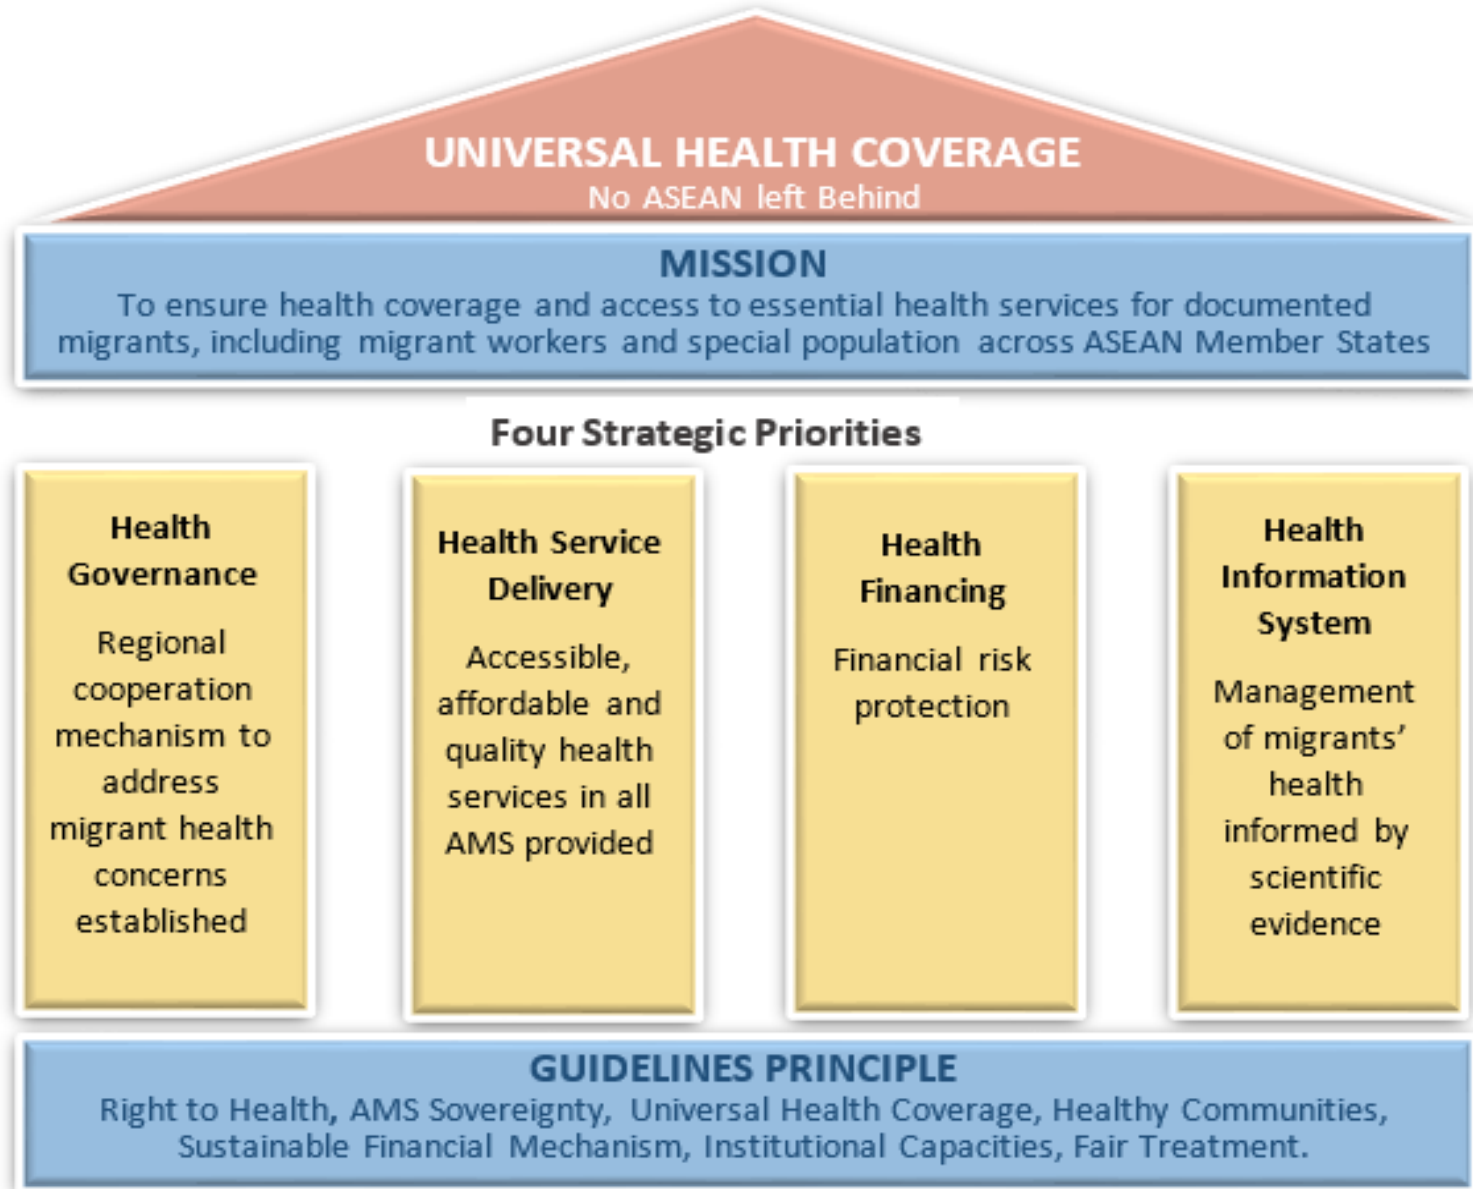 UNIVERSAL HEALTH COVERAGE
No ASEAN left Behind
MISSION
To ensure health coverage and access to essential health services for documented
migrants, including migrant workers and special population across ASEAN Member States
Four Strategic Priorities
Health
Governance
Regional
cooperation
mechanism to
address
migrant health
concerns
established
Health Service
Delivery
Accessible,
affordable and
quality health
services in all
AMS provided
Health
Financing
Financial risk
protection
Health
Information
System
Management
of migrants’
health
informed by
scientific
evidence
GUIDELINES PRINCIPLE
Right to Health, AMS Sovereignty, Universal Health Coverage, Healthy Communities,
Sustainable Financial Mechanism, Institutional Capacities, Fair Treatment.